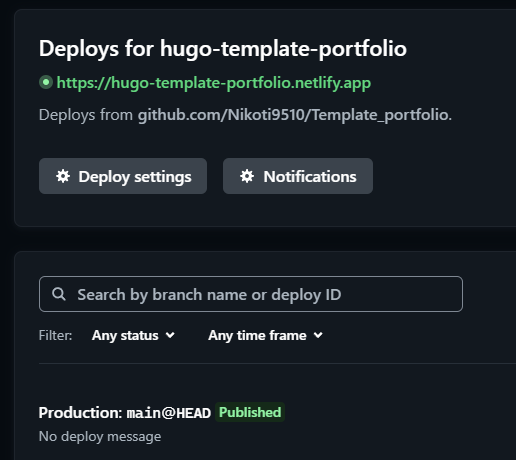 Deploys for hugo-template-portfolio
https://hugo-template-portfolio.netlify.app
Deploys from github.com/Nikoti9510/Template_portfolio.
Deploy settings Notifications
Search by branch name or deploy ID
Filter: Any status Any time frame
Production: main@HEAD Published
No deploy message